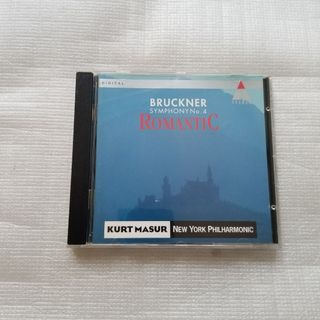 DIGITAL
BRUCKNER
SYMPHONY No. 4
ROMANTIC
KURT MASUR NEW YORK PHILHARMONIC